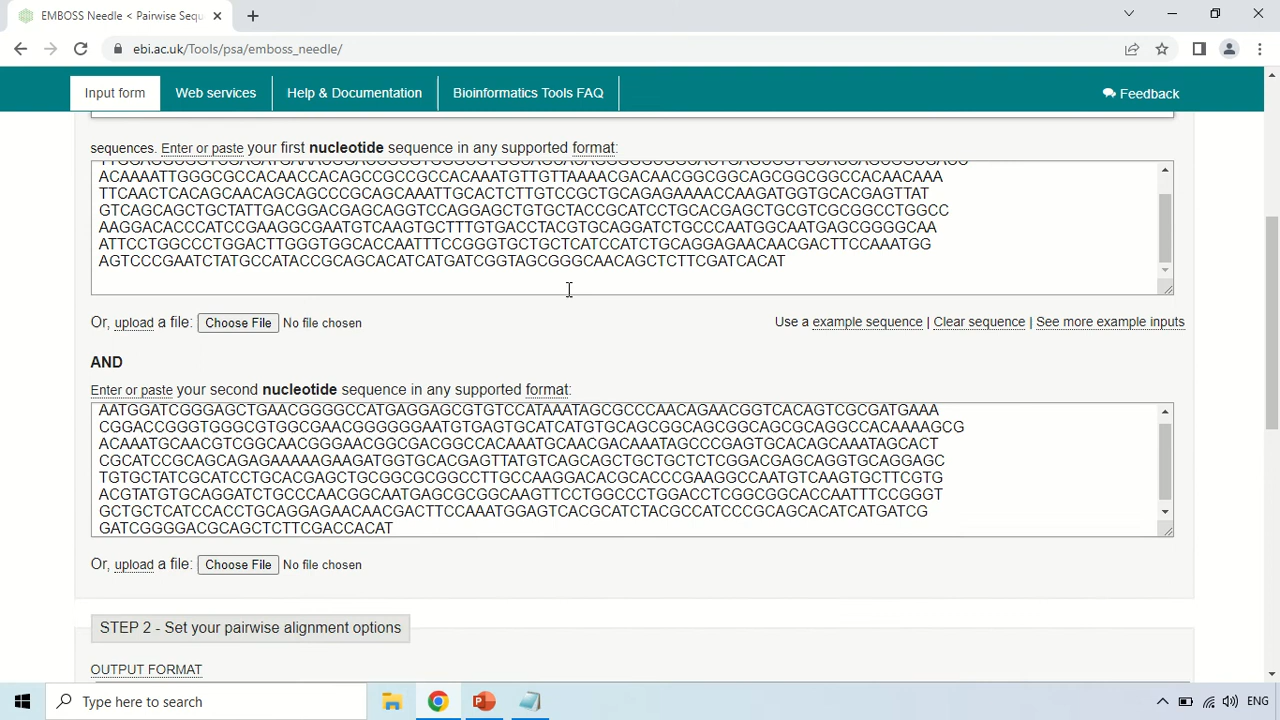 EMBOSS Needle < Pairwise Sequ
ebi.ac.uk/Tools/psa/emboss_needle/
Input form
Web services
Help & Documentation
Bioinformatics Tools FAQ
Feedback
sequences. Enter or paste your first nucleotide sequence in any supported format:
ACAAAATTGGGCGCCACAACCACAGCCGCCGCCACAAATGTTGTTAAAACGACAACGGCGGCAGCGGCGGCCACAACAAA
TTCAACTCACAGCAACAGCAGCCCGCAGCAAATTGCACTCTTGTCCGCTGCAGAGAAAACCAAGATGGTGCACGAGTTAT
GTCAGCAGCTGCTATTGACGGACGAGCAGGTCCAGGAGCTGTGCTACCGCATCCTGCACGAGCTGCGTCGCGGCCTGGCC
AAGGACACCCATCCGAAGGCGAATGTCAAGTGCTTTGTGACCTACGTGCAGGATCTGCCCAATGGCAATGAGCGGGGCAA
ATTCCTGGCCCTGGACTTGGGTGGCACCAATTTCCGGGTGCTGCTCATCCATCTGCAGGAGAACAACGACTTCCAAATGG
AGTCCCGAATCTATGCCATACCGCAGCACATCATGATCGGTAGCGGGCAACAGCTCTTCGATCACAT
Or, upload a file: Choose File No file chosen
Use a example sequence | Clear sequence | See more example inputs
AND
Enter or paste your second nucleotide sequence in any supported format:
AATGGATCGGGAGCTGAACGGGGCCATGAGGAGCGTGTCCATAAATAGCGCCCAACAGAACGGTCACAGTCGCGATGAAA
CGGACCGGGTGGGCGTGGCGAACGGGGGGAATGTGAGTGCATCATGTGCAGCGGCAGCGGCAGCGCAGGCCACAAAAGCG
ACAAATGCAACGTCGGCAACGGGAACGGCGACGGCCACAAATGCAACGACAAATAGCCCGAGTGCACAGCAAATAGCACT
CGCATCCGCAGCAGAGAAAAAGAAGATGGTGCACGAGTTATGTCAGCAGCTGCTGCTCTCGGACGAGCAGGTGCAGGAGC
TGTGCTATCGCATCCTGCACGAGCTGCGGCGCGGCCTTGCCAAGGACACGCACCCGAAGGCCAATGTCAAGTGCTTCGTG
ACGTATGTGCAGGATCTGCCCAACGGCAATGAGCGCGGCAAGTTCCTGGCCCTGGACCTCGGCGGCACCAATTTCCGGGT
GCTGCTCATCCACCTGCAGGAGAACAACGACTTCCAAATGGAGTCACGCATCTACGCCATCCCGCAGCACATCATGATCG
GATCGGGGACGCAGCTCTTCGACCACAT
Or, upload a file: Choose File No file chosen
STEP 2 - Set your pairwise alignment options
OUTPUT FORMAT
Type here to search
ENG